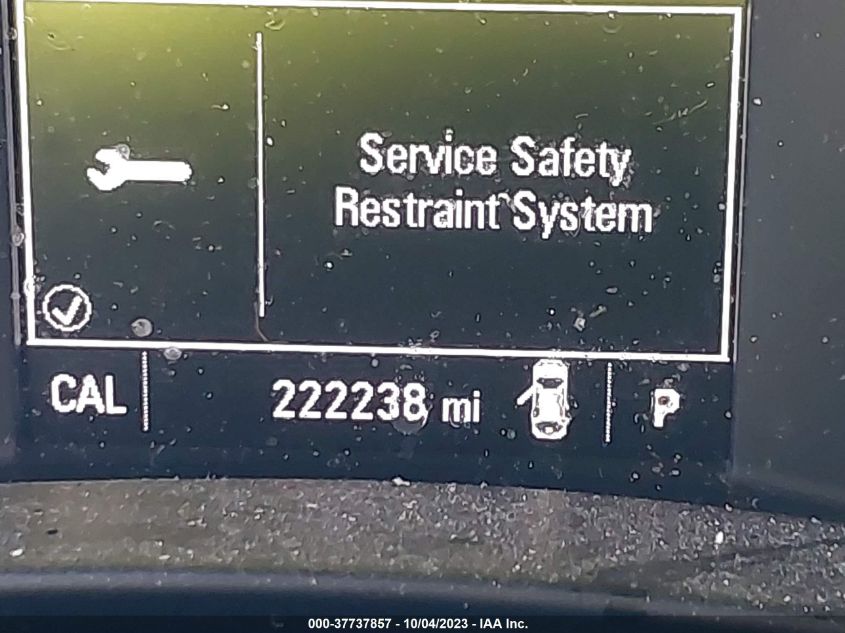 Service Safety
Restraint System
CAL 222238 mi P
000-37737857 - 10/04/2023 - IAA Inc.